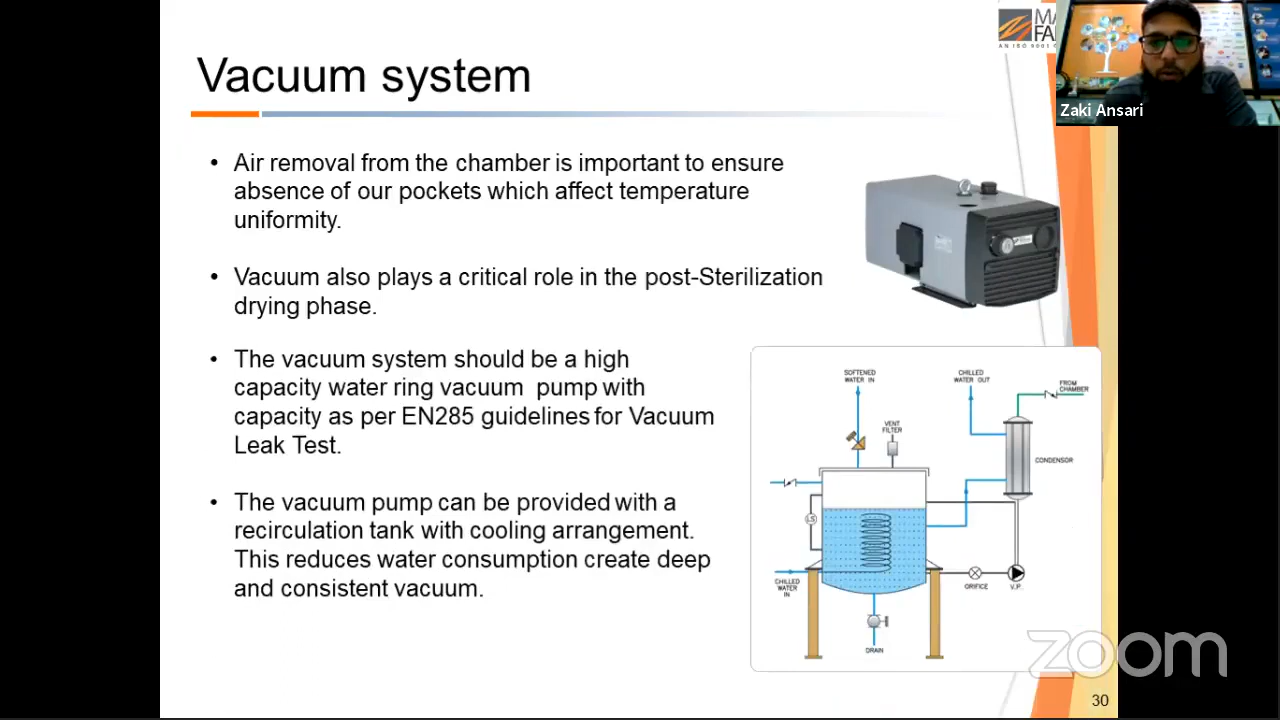 Vacuum system
Zaki Ansari
AN ISO 9001
• Air removal from the chamber is important to ensure
absence of our pockets which affect temperature
uniformity.
• Vacuum also plays a critical role in the post-Sterilization
drying phase.
• The vacuum system should be a high
capacity water ring vacuum pump with
capacity as per EN285 guidelines for Vacuum
Leak Test.
• The vacuum pump can be provided with a
recirculation tank with cooling arrangement.
This reduces water consumption create deep
and consistent vacuum.
SOFTENED
WATER IN
CHILLED
WATER OUT
FROM
CHAMBER
VENT
FILTER
CONDENSOR
LS
CHILLED
WATER
IN
ORIFICE
V.P.
DRAIN
zoom
30